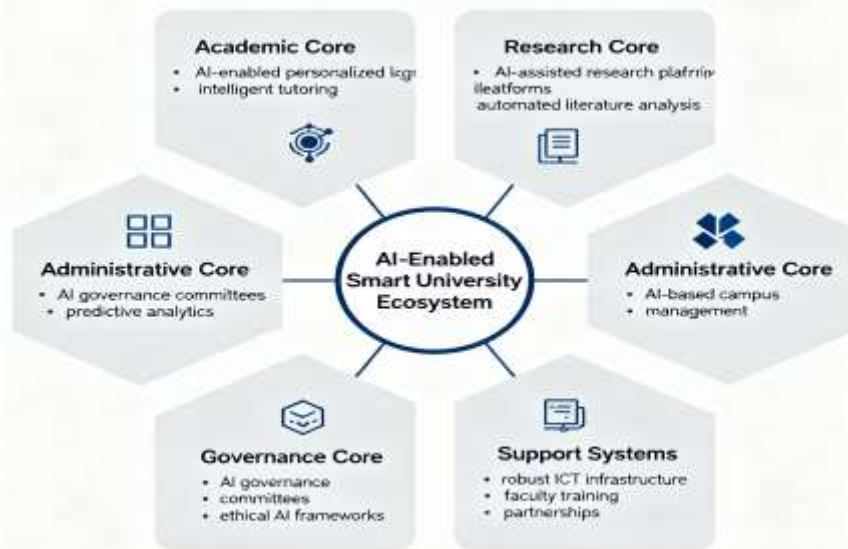 Academic Core
• AI-enabled personalized
• intelligent tutoring
Research Core
• AI-assisted research
ileatforms
automated literature analysis
Administrative Core
• AI governance committees
• predictive analytics
AI-Enabled
Smart University
Ecosystem
Administrative Core
• AI-based campus
• management
Governance Core
• AI governance
• committees
• ethical AI frameworks
Support Systems
• robust ICT infrastructure
• faculty training
• partnerships